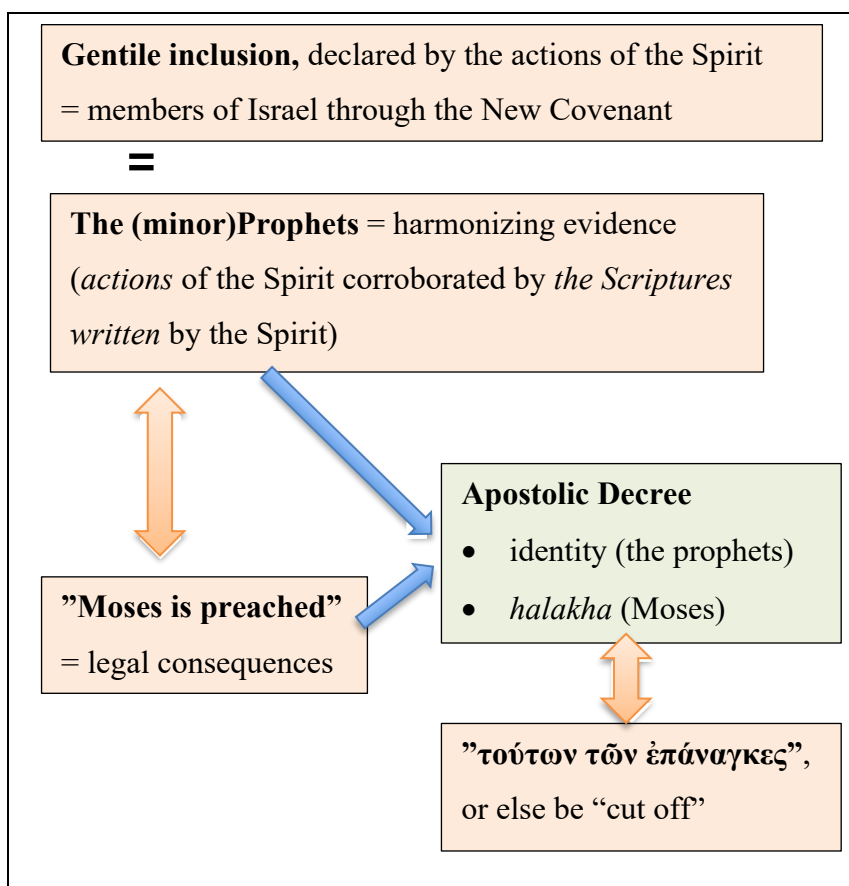 Gentile inclusion, declared by the actions of the Spirit
= members of Israel through the New Covenant
=
The (minor)Prophets = harmonizing evidence
(actions of the Spirit corroborated by the Scriptures
written by the Spirit)
Apostolic Decree
• identity (the prophets)
• halakha (Moses)
”Moses is preached”
= legal consequences
”τούτων τῶν ἐπάναγκες”,
or else be “cut off”